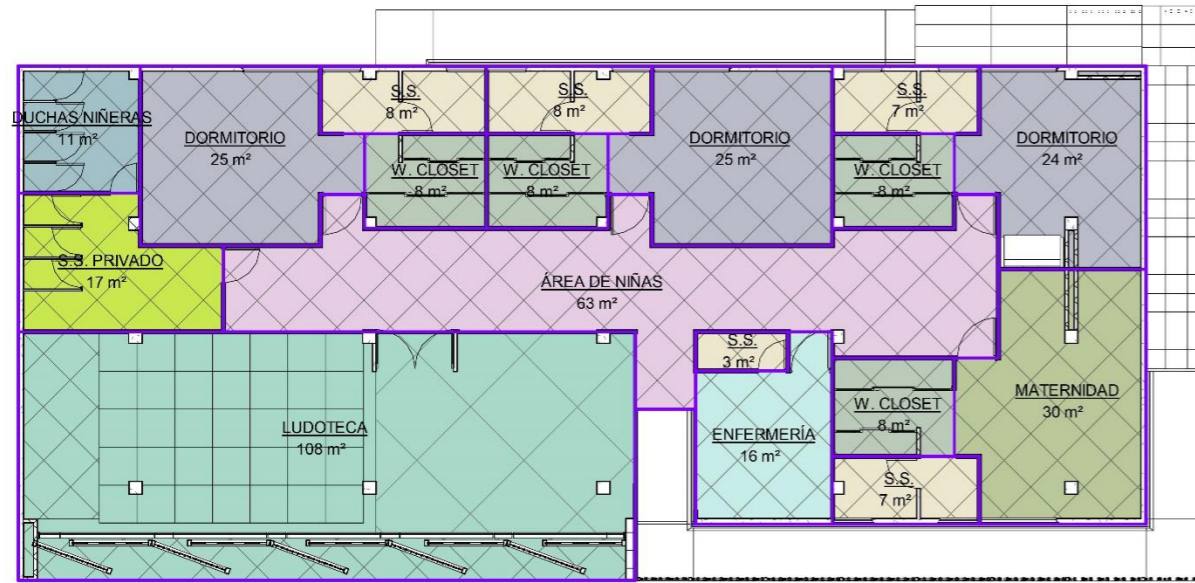 DUCHAS NIÑERAS
11 m²
DORMITORIO
25 m²
S.S.
8 m²
S.S.
8 m²
DORMITORIO
25 m²
S.S.
7 m²
DORMITORIO
24 m²
W. CLOSET
8 m²
W. CLOSET
8 m²
W. CLOSET
8 m²
S.S. PRIVADO
17 m²
ÁREA DE NIÑAS
63 m²
S.S.
3 m²
LUDOTECA
108 m²
ENFERMERÍA
16 m²
W. CLOSET
8 m²
MATERNIDAD
30 m²
S.S.
7 m²